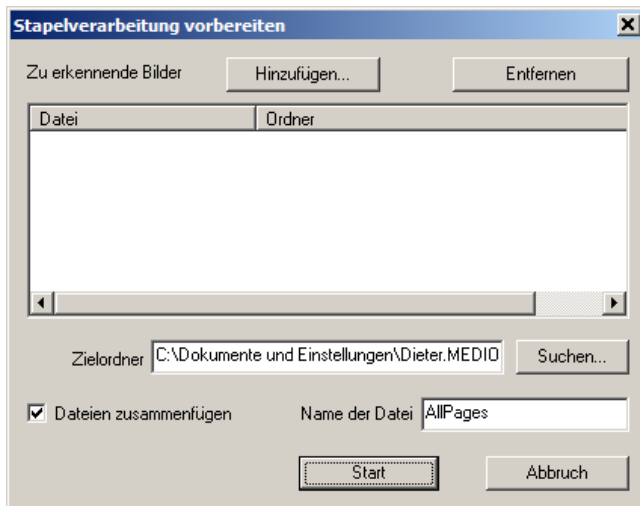 Stapelverarbeitung vorbereiten
Zu erkennende Bilder Hinzufügen... Entfernen
Datei Ordner
Zielordner C:\Dokumente und Einstellungen\Dieter.MEDIO Suchen...
Dateien zusammenfügen Name der Datei AllPages
Start Abbruch